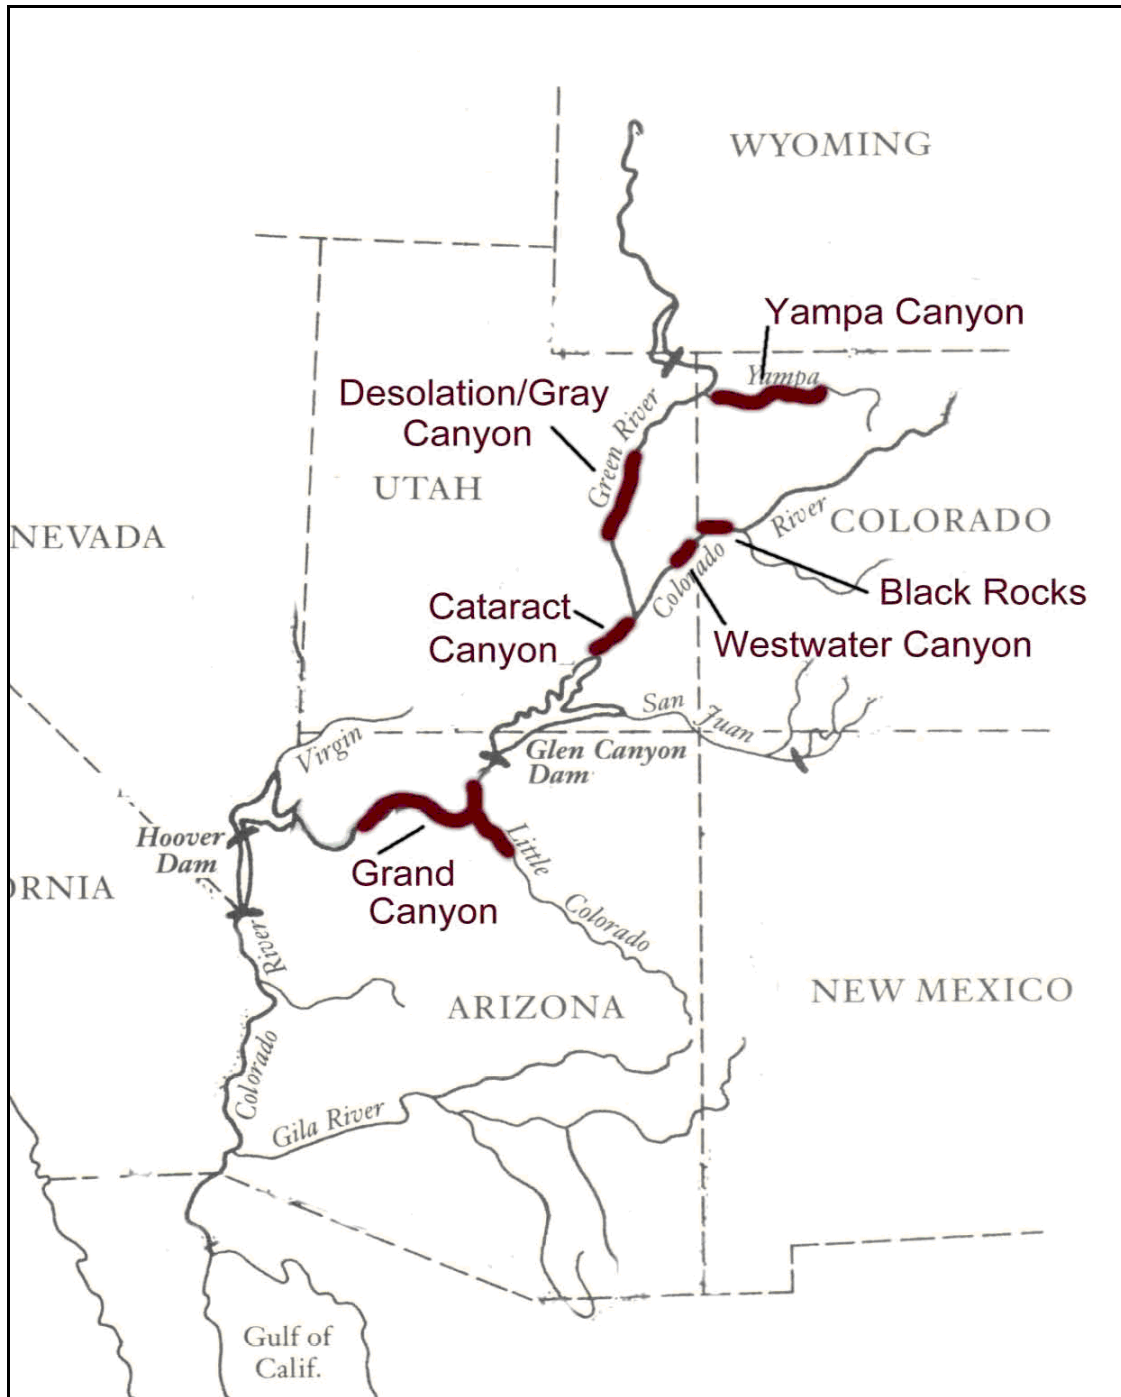 WYOMING
Yampa Canyon
Yampa
Desolation/Gray
Canyon
Green River
UTAH
NEVADA
River
COLORADO
Colorado
Black Rocks
Cataract
Canyon
Westwater Canyon
San Juan
Virgin
Glen Canyon
Dam
Hoover
Dam
ORNIA
Grand
Canyon
Little
Colorado
River
ARIZONA
NEW MEXICO
Colorado
Gila River
Gulf of
Calif.